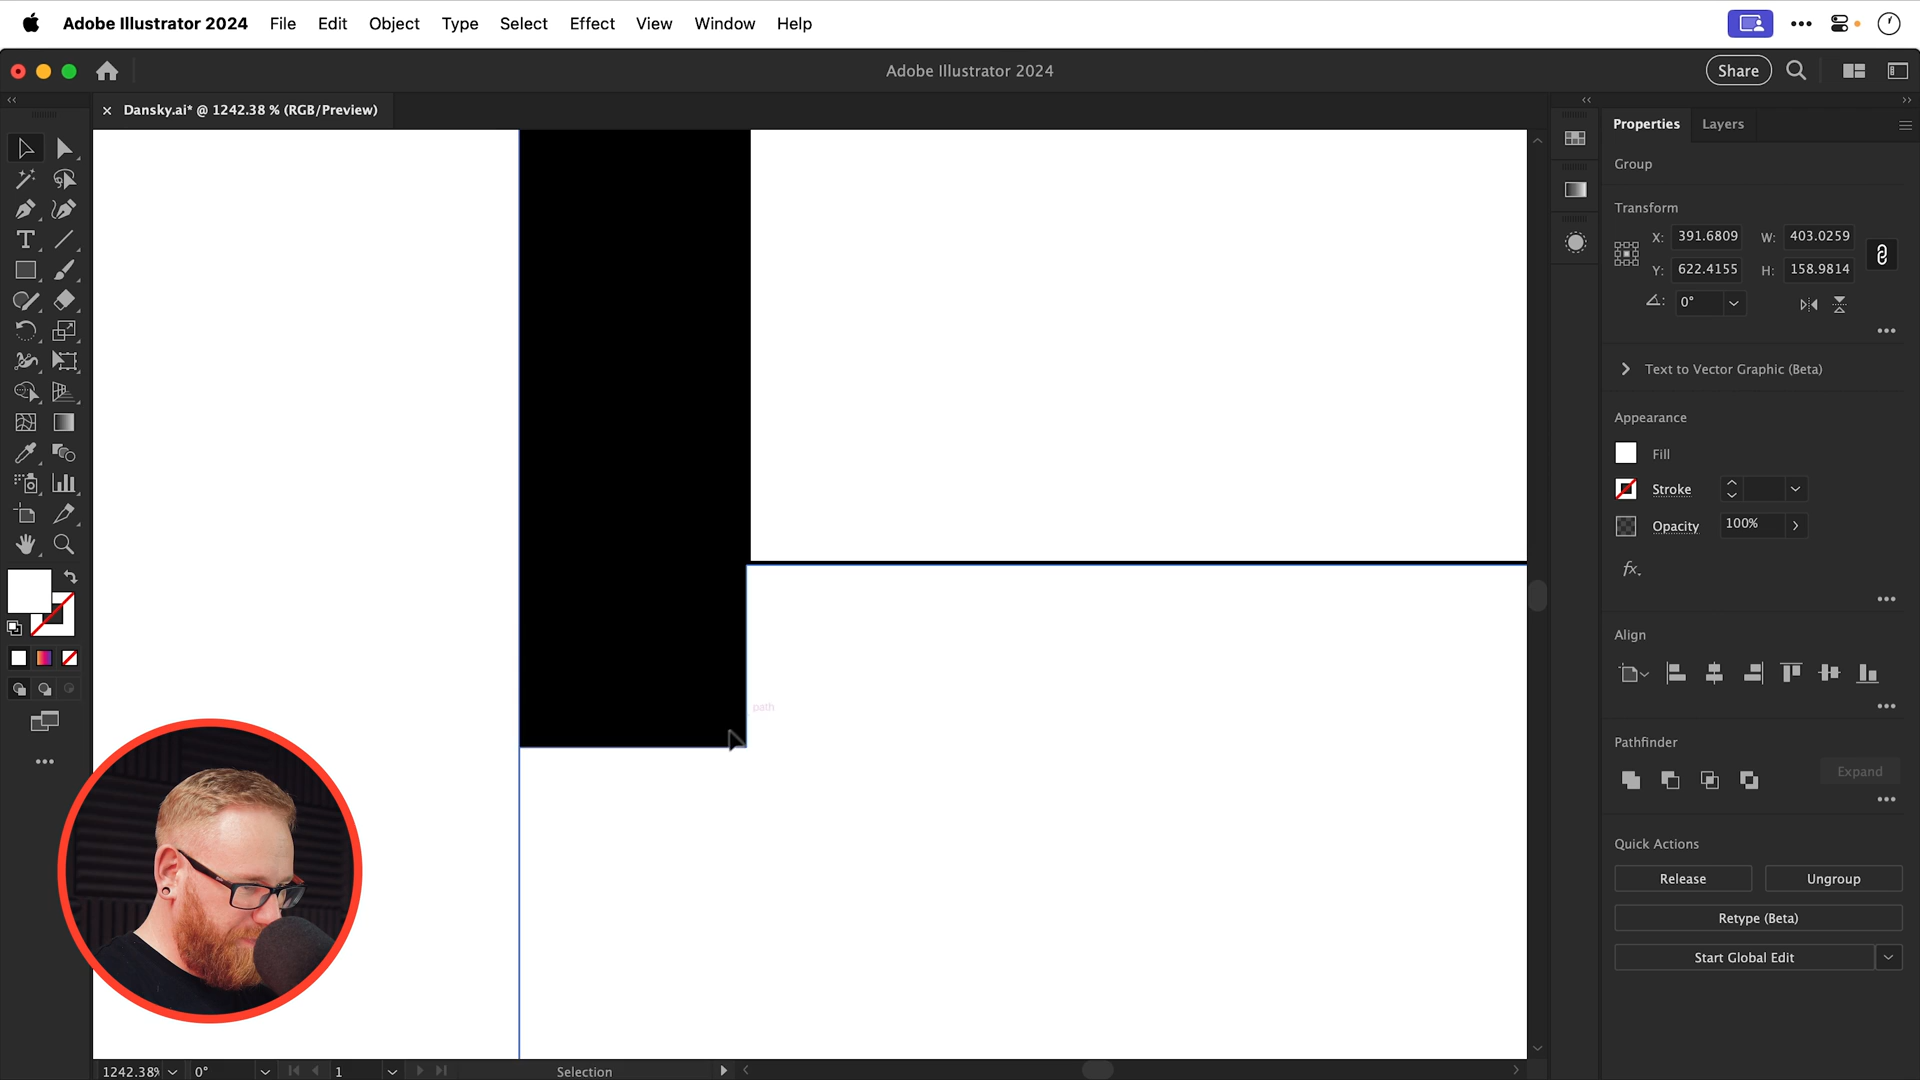 Adobe Illustrator 2024 File Edit Object Type Select Effect View Window Help
Adobe Illustrator 2024
Share
Dansky.ai* @ 1242.38 % (RGB/Preview)
Properties Layers
Group
Transform
X: 391.6809 W: 403.0259
Y: 622.4155 H: 158.9814
0°
Text to Vector Graphic (Beta)
Appearance
Fill
Stroke
Opacity 100%
fx
Align
path
Pathfinder
Expand
Quick Actions
Release Ungroup
Retype (Beta)
Start Global Edit
1242.38% 0° 1 Selection